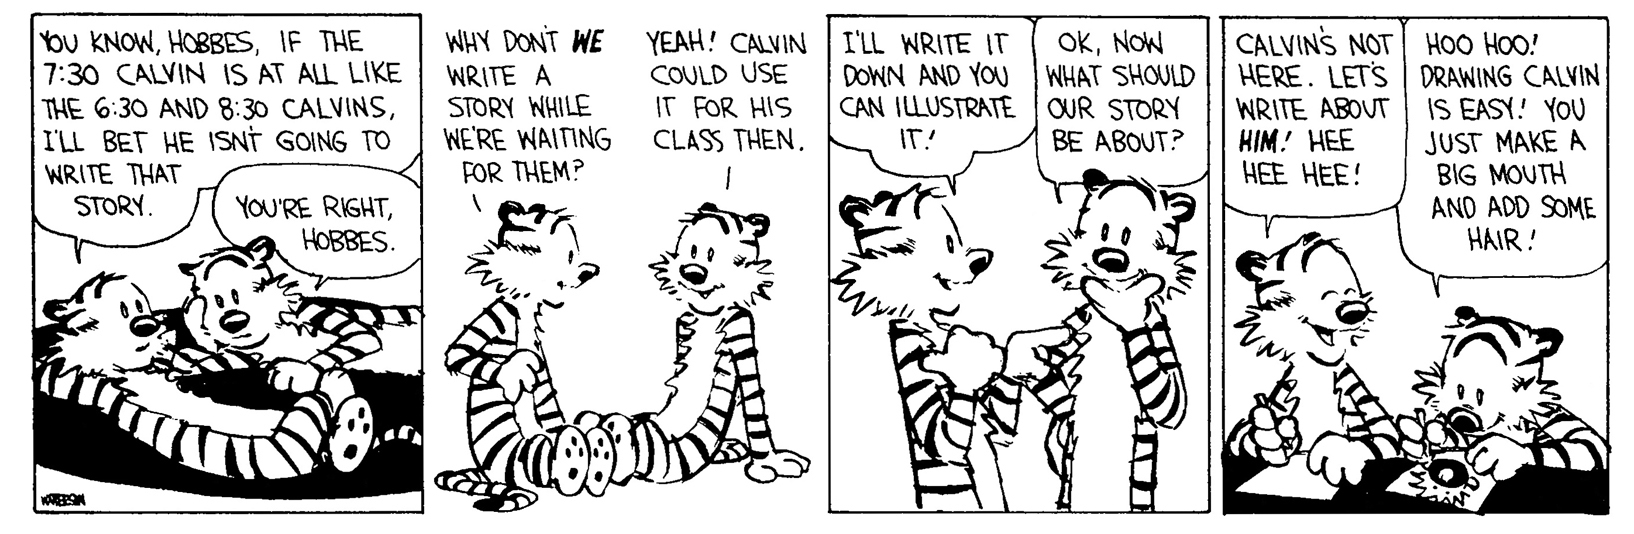 YOU KNOW, HOBBES, IF THE
7:30 CALVIN IS AT ALL LIKE
THE 6:30 AND 8:30 CALVINS,
I'LL BET HE ISN'T GOING TO
WRITE THAT
STORY.
YOU'RE RIGHT,
HOBBES.
WATTERSON
WHY DON'T WE
WRITE A
STORY WHILE
WE'RE WAITING
FOR THEM?
YEAH! CALVIN
COULD USE
IT FOR HIS
CLASS THEN.
I'LL WRITE IT
DOWN AND YOU
CAN ILLUSTRATE
IT!
OK, NOW
WHAT SHOULD
OUR STORY
BE ABOUT?
CALVIN'S NOT
HERE. LET'S
WRITE ABOUT
HIM! HEE
HEE HEE!
HOO HOO!
DRAWING CALVIN
IS EASY! YOU
JUST MAKE A
BIG MOUTH
AND ADD SOME
HAIR!